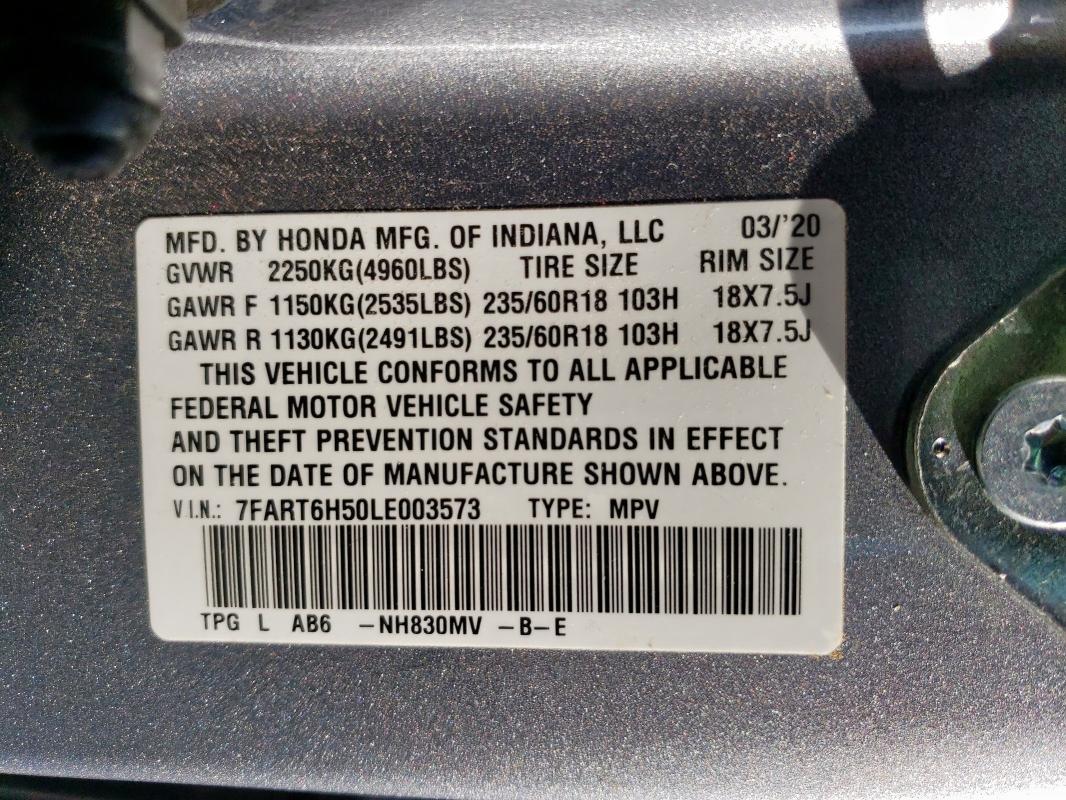 MFD. BY HONDA MFG. OF INDIANA, LLC 03/'20
GVWR 2250KG(4960LBS) TIRE SIZE RIM SIZE
GAWR F 1150KG(2535LBS) 235/60R18 103H 18X7.5J
GAWR R 1130KG(2491LBS) 235/60R18 103H 18X7.5J
THIS VEHICLE CONFORMS TO ALL APPLICABLE
FEDERAL MOTOR VEHICLE SAFETY
AND THEFT PREVENTION STANDARDS IN EFFECT
ON THE DATE OF MANUFACTURE SHOWN ABOVE.
V.I.N.: 7FART6H50LE003573 TYPE: MPV
TPG L AB6 -NH830MV -B-E